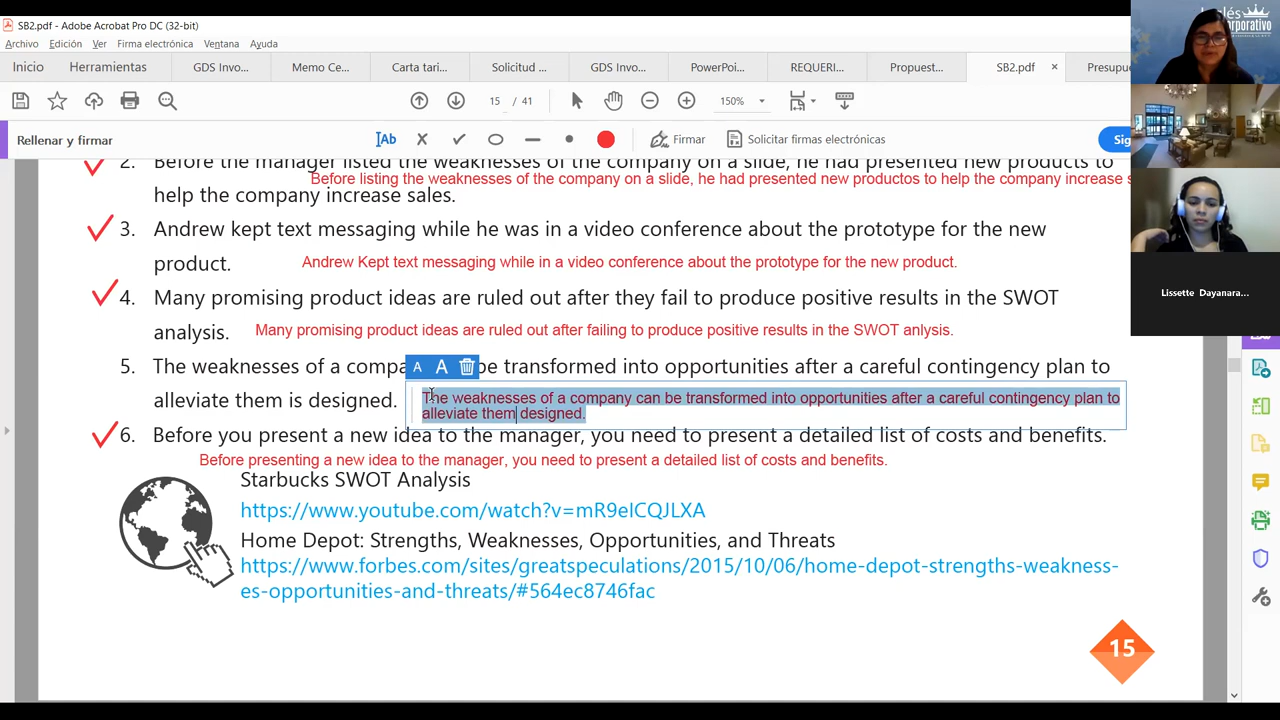 SB2.pdf - Adobe Acrobat Pro DC (32-bit)
Archivo Edición Ver Firma electrónica Ventana Ayuda
Inicio Herramientas GDS Invo... Memo Ce... Carta tari... Solicitud ... GDS Invo... PowerPoi... REQUERI... Propuest... SB2.pdf × Presupu
15 / 41 150%
Rellenar y firmar IAb Firmar Solicitar firmas electrónicas Sig
2. Before the manager listed the weaknesses of the company on a slide, he had presented new products to
Before listing the weaknesses of the company on a slide, he had presented new productos to help the company increase s
help the company increase sales.
3. Andrew kept text messaging while he was in a video conference about the prototype for the new
product. Andrew Kept text messaging while in a video conference about the prototype for the new product.
4. Many promising product ideas are ruled out after they fail to produce positive results in the SWOT
analysis. Many promising product ideas are ruled out after failing to produce positive results in the SWOT anlysis.
A A
5. The weaknesses of a compa be transformed into opportunities after a careful contingency plan to
alleviate them is designed. The weaknesses of a company can be transformed into opportunities after a careful contingency plan to
alleviate them designed.
6. Before you present a new idea to the manager, you need to present a detailed list of costs and benefits.
Before presenting a new idea to the manager, you need to present a detailed list of costs and benefits.
Starbucks SWOT Analysis
https://www.youtube.com/watch?v=mR9eICQJLXA
Home Depot: Strengths, Weaknesses, Opportunities, and Threats
https://www.forbes.com/sites/greatspeculations/2015/10/06/home-depot-strengths-weakness-
es-opportunities-and-threats/#564ec8746fac
15
Lissette Dayanara...